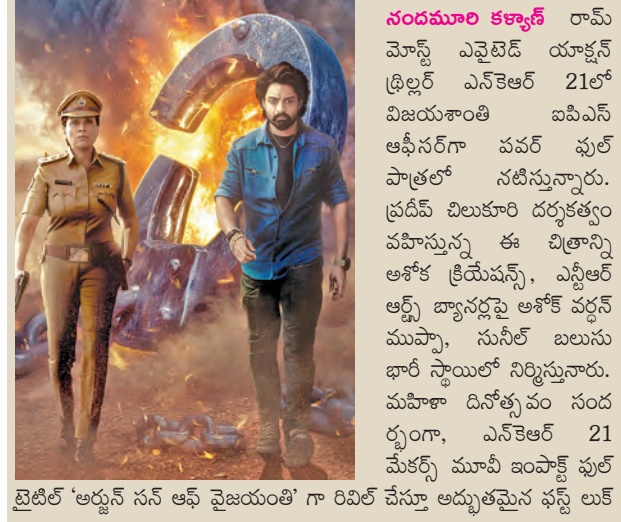 నందమూరి కళ్యాణ్ రామ్
మోస్ట్ ఎవైటెడ్ యాక్షన్
థ్రిల్లర్ ఎన్‌కెఆర్ 21లో
విజయశాంతి ఐపిఎస్
ఆఫీసర్‌గా పవర్ ఫుల్
పాత్రలో నటిస్తున్నారు.
ప్రదీప్ చిలుకూరి దర్శకత్వం
వహిస్తున్న ఈ చిత్రాన్ని
అశోక క్రియేషన్స్, ఎన్టీఆర్
ఆర్ట్స్ బ్యానర్లపై అశోక్ వర్ధన్
ముప్పా, సునీల్ బలుసు
భారీ స్థాయిలో నిర్మిస్తునారు.
మహిళా దినోత్సవం సంద
ర్భంగా, ఎన్‌కెఆర్ 21
మేకర్స్ మూవీ ఇంపాక్ట్ ఫుల్
టైటిల్ ‘అర్జున్ సన్ ఆఫ్ వైజయంతి’ గా రివిల్ చేస్తూ అద్భుతమైన ఫస్ట్ లుక్